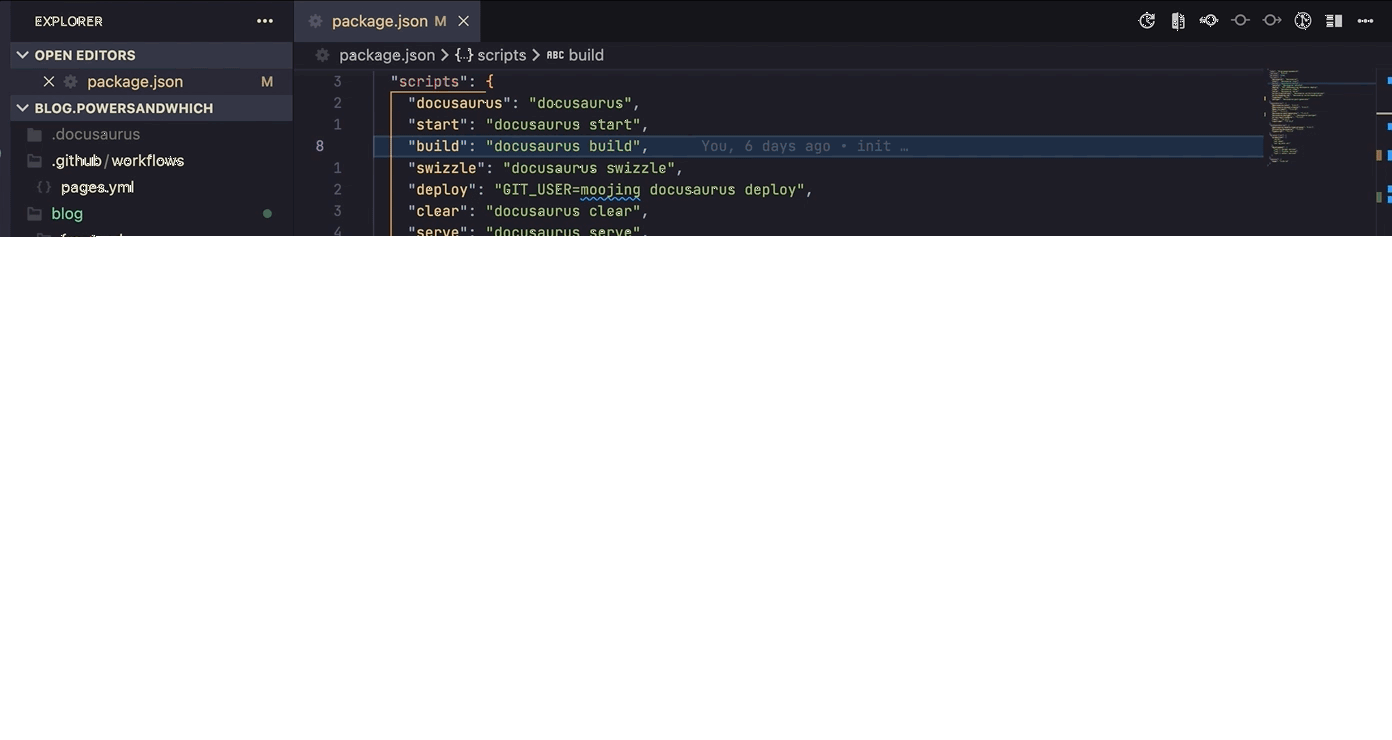 EXPLORER
OPEN EDITORS
package.json M
BLOG.POWERSANDWHICH
.docusaurus
.github/workflows
pages.yml
blog
package.json M
package.json > {..} scripts > ABC build
3 "scripts": {
2 "docusaurus": "docusaurus",
1 "start": "docusaurus start",
8 "build": "docusaurus build", You, 6 days ago • init …
1 "swizzle": "docusaurus swizzle",
2 "deploy": "GIT_USER=moojing docusaurus deploy",
3 "clear": "docusaurus clear",
4 "serve": "docusaurus serve",